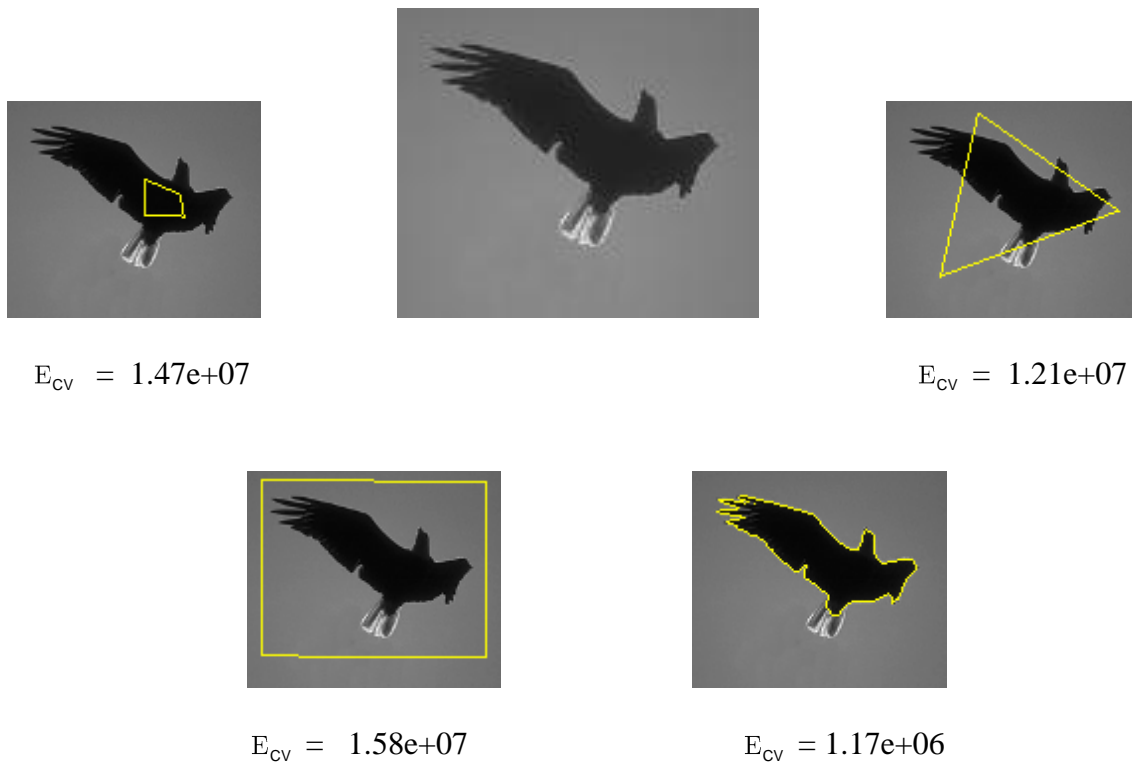 E_CV = 1.47e+07
E_CV = 1.21e+07
E_CV = 1.58e+07
E_CV = 1.17e+06